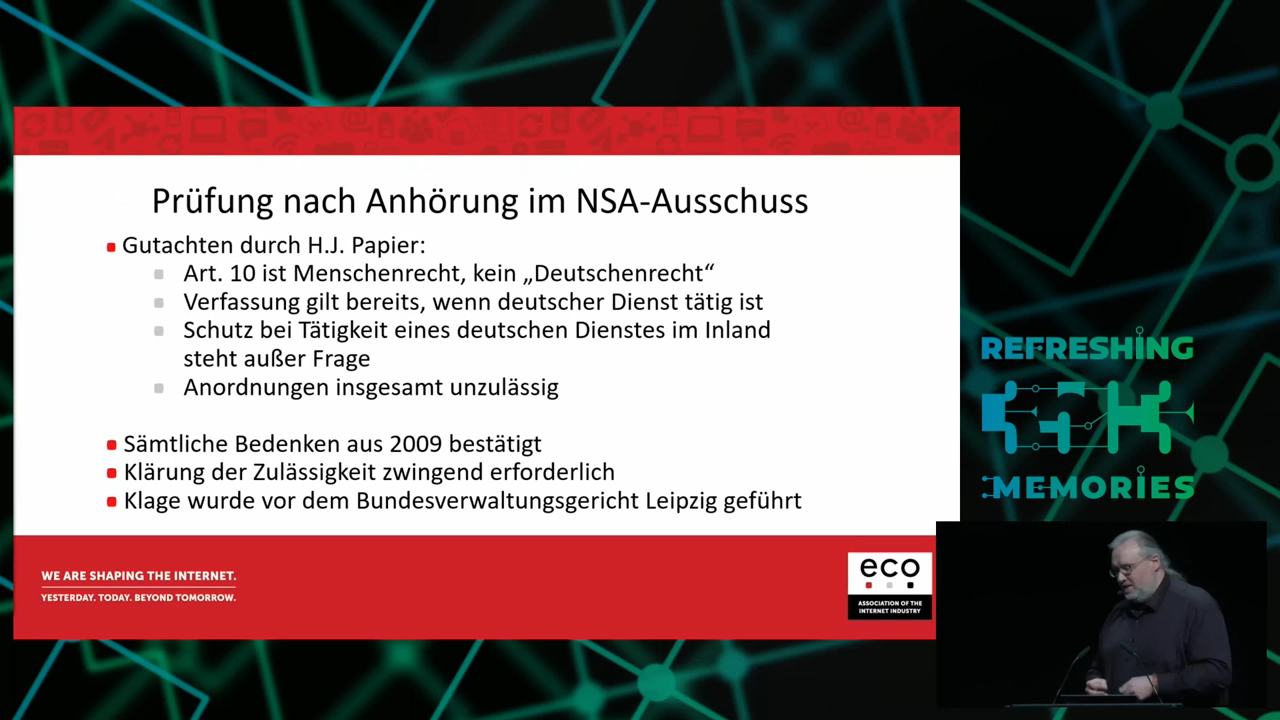 Prüfung nach Anhörung im NSA-Ausschuss
Gutachten durch H.J. Papier:
Art. 10 ist Menschenrecht, kein „Deutschenrecht“
Verfassung gilt bereits, wenn deutscher Dienst tätig ist
Schutz bei Tätigkeit eines deutschen Dienstes im Inland
steht außer Frage
Anordnungen insgesamt unzulässig
Sämtliche Bedenken aus 2009 bestätigt
Klärung der Zulässigkeit zwingend erforderlich
Klage wurde vor dem Bundesverwaltungsgericht Leipzig geführt
WE ARE SHAPING THE INTERNET.
YESTERDAY. TODAY. BEYOND TOMORROW.
eco
ASSOCIATION OF THE
INTERNET INDUSTRY
REFRESHING
MEMORIES